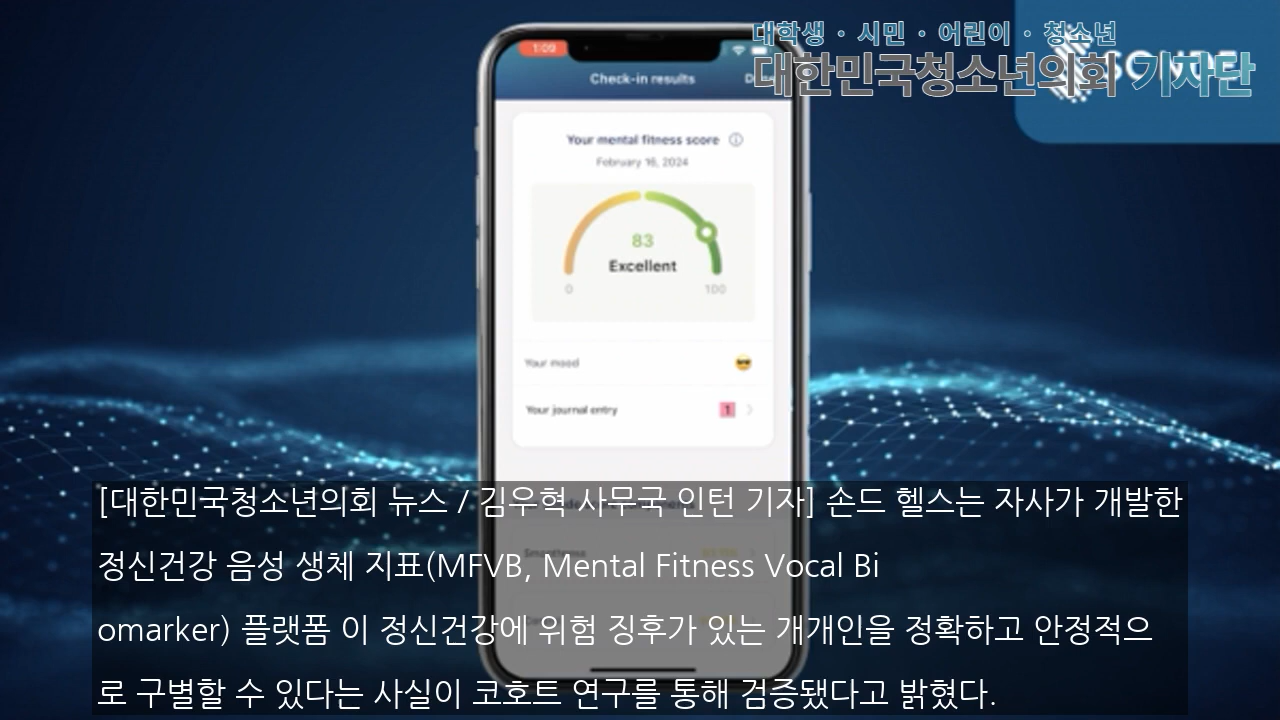 대학생 · 시민 · 어린이 · 청소년
대한민국청소년의회 기자단
1:09
Check-in results
Your mental fitness score
February 16, 2024
83
Excellent
0
100
Your mood
Your journal entry
1
[대한민국청소년의회 뉴스 / 김우혁 사무국 인턴 기자] 손드 헬스는 자사가 개발한
정신건강 음성 생체 지표(MFVB, Mental Fitness Vocal Bi
omarker) 플랫폼 이 정신건강에 위험 징후가 있는 개개인을 정확하고 안정적으
로 구별할 수 있다는 사실이 코호트 연구를 통해 검증됐다고 밝혔다.